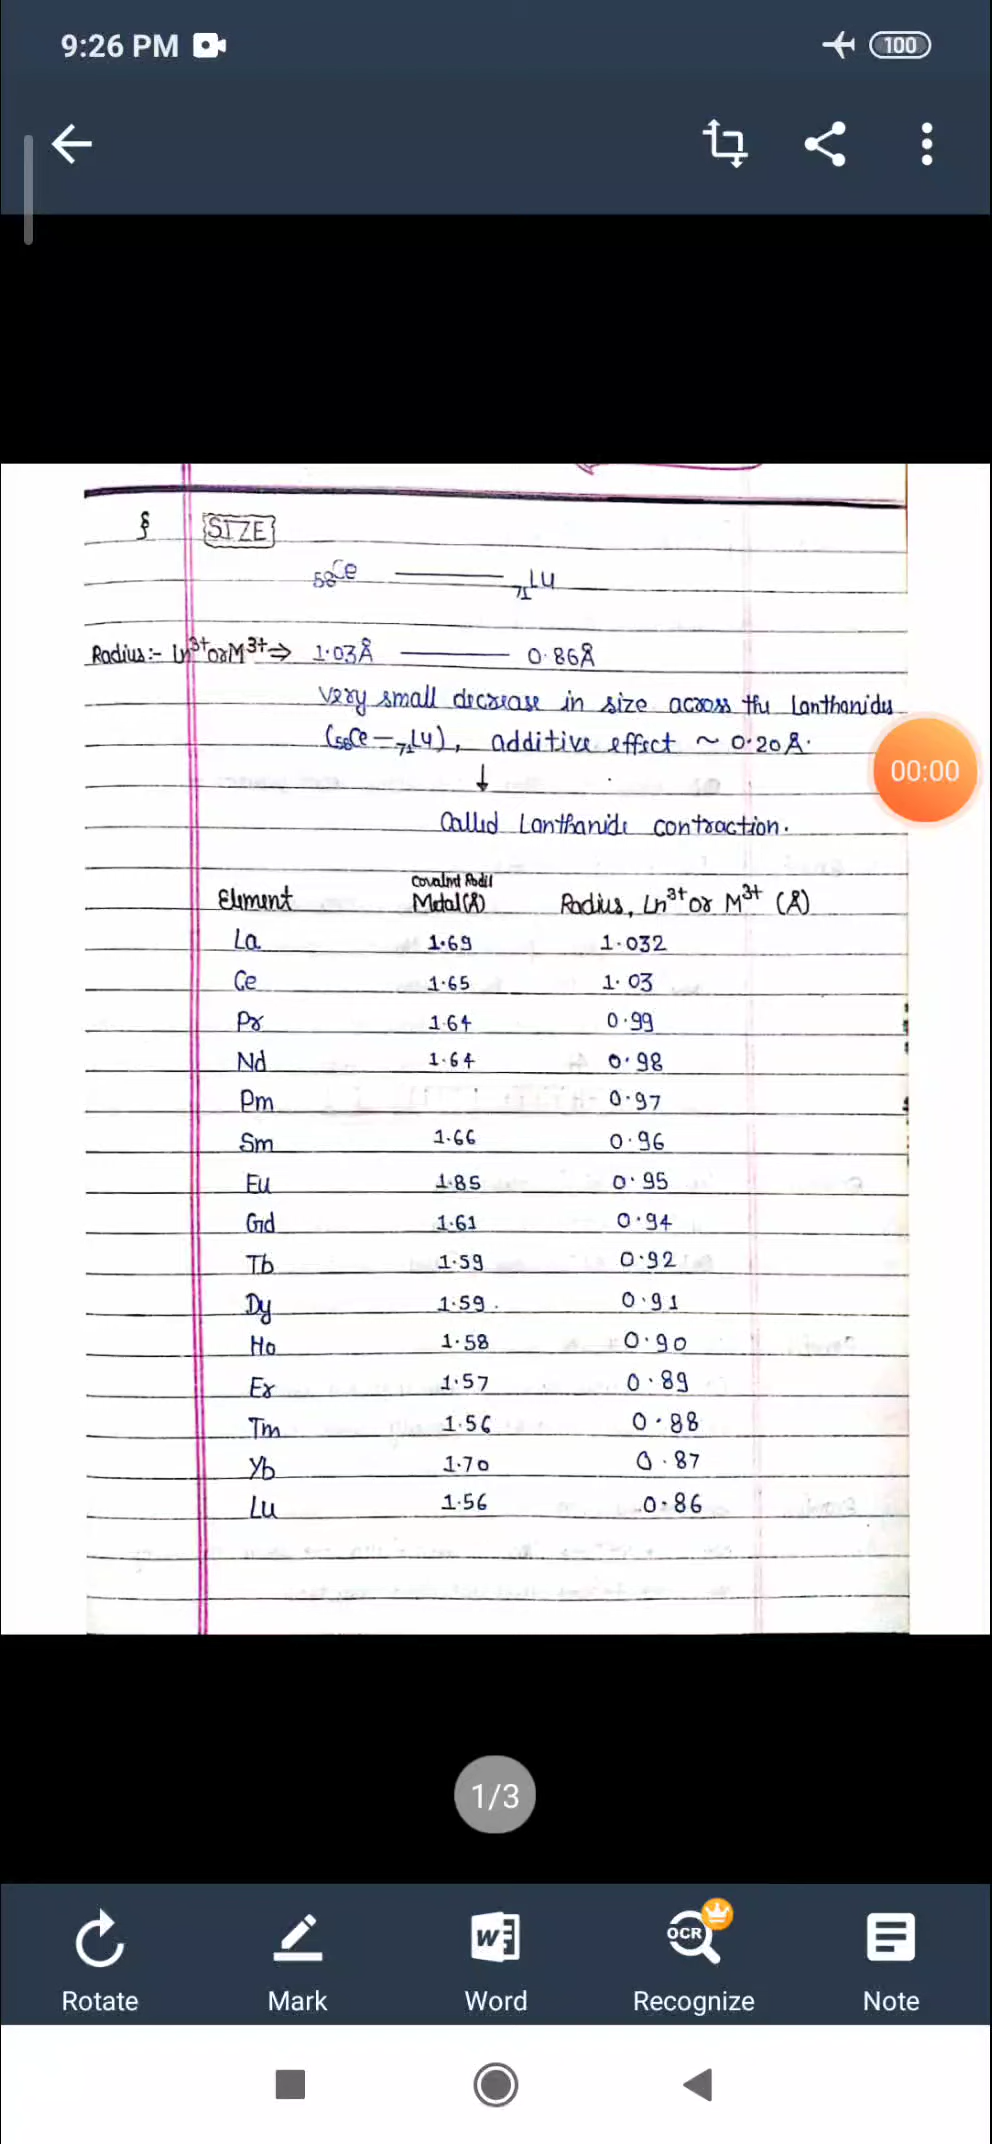 9:26 PM
100
§ SIZE
₅₈Ce ——— ₇₁Lu
Radius:- Ln³⁺ or M³⁺ ⇒ 1.03Å ——— 0.86Å
Very small decrease in size across the Lanthanides
(₅₈Ce – ₇₁Lu), additive effect ~ 0.20Å.
↓
Called Lanthanide contraction.
Element Covalent Radii Metal(Å) Radius, Ln³⁺ or M³⁺ (Å)
La 1.69 1.032
Ce 1.65 1.03
Pr 1.64 0.99
Nd 1.64 0.98
Pm 0.97
Sm 1.66 0.96
Eu 1.85 0.95
Gd 1.61 0.94
Tb 1.59 0.92
Dy 1.59. 0.91
Ho 1.58 0.90
Er 1.57 0.89
Tm 1.56 0.88
Yb 1.70 0.87
Lu 1.56 0.86
00:00
1/3
W
OCR
Rotate Mark Word Recognize Note